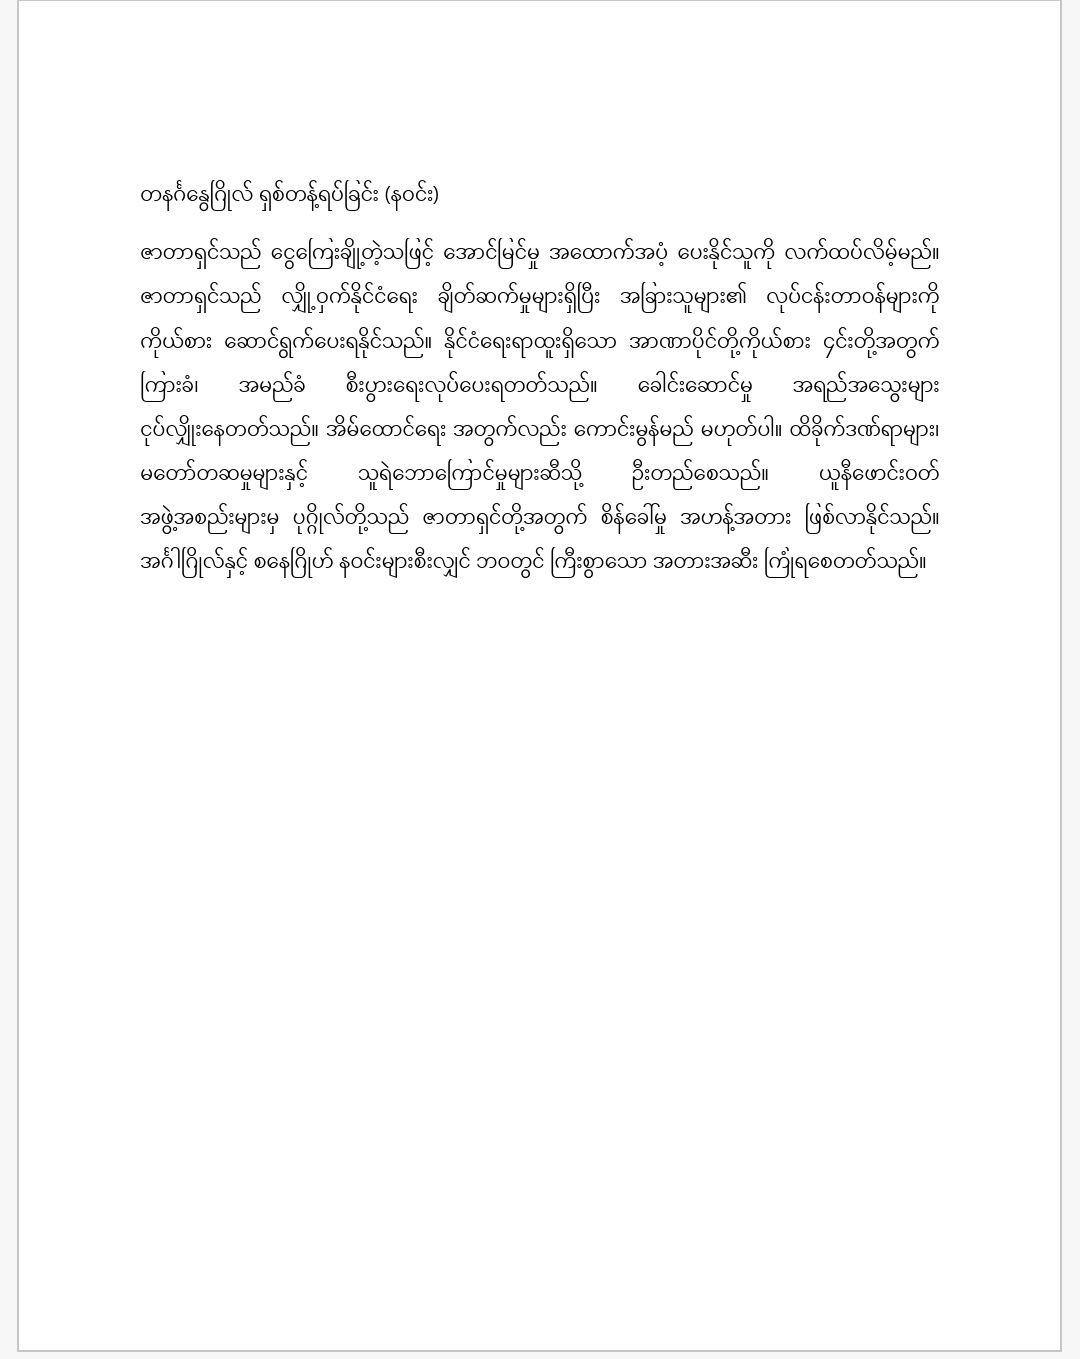 တနင်္ဂနွေဂြိုလ် ရှစ်တန့်ရပ်ခြင်း (နဝင်း)
ဇာတာရှင်သည် ငွေကြေးချို့တဲ့သဖြင့် အောင်မြင်မှု အထောက်အပံ့ ပေးနိုင်သူကို လက်ထပ်လိမ့်မည်။
ဇာတာရှင်သည် လျှို့ဝှက်နိုင်ငံရေး ချိတ်ဆက်မှုများရှိပြီး အခြားသူများ၏ လုပ်ငန်းတာဝန်များကို
ကိုယ်စား ဆောင်ရွက်ပေးရနိုင်သည်။ နိုင်ငံရေးရာထူးရှိသော အာဏာပိုင်တို့ကိုယ်စား ၄င်းတို့အတွက်
ကြားခံ၊ အမည်ခံ စီးပွားရေးလုပ်ပေးရတတ်သည်။ ခေါင်းဆောင်မှု အရည်အသွေးများ
ငုပ်လျှိုးနေတတ်သည်။ အိမ်ထောင်ရေး အတွက်လည်း ကောင်းမွန်မည် မဟုတ်ပါ။ ထိခိုက်ဒဏ်ရာများ၊
မတော်တဆမှုများနှင့် သူရဲဘောကြောင်မှုများဆီသို့ ဦးတည်စေသည်။ ယူနီဖောင်းဝတ်
အဖွဲ့အစည်းများမှ ပုဂ္ဂိုလ်တို့သည် ဇာတာရှင်တို့အတွက် စိန်ခေါ်မှု အဟန့်အတား ဖြစ်လာနိုင်သည်။
အင်္ဂါဂြိုလ်နှင့် စနေဂြိုဟ် နဝင်းများစီးလျှင် ဘဝတွင် ကြီးစွာသော အတားအဆီး ကြုံရစေတတ်သည်။